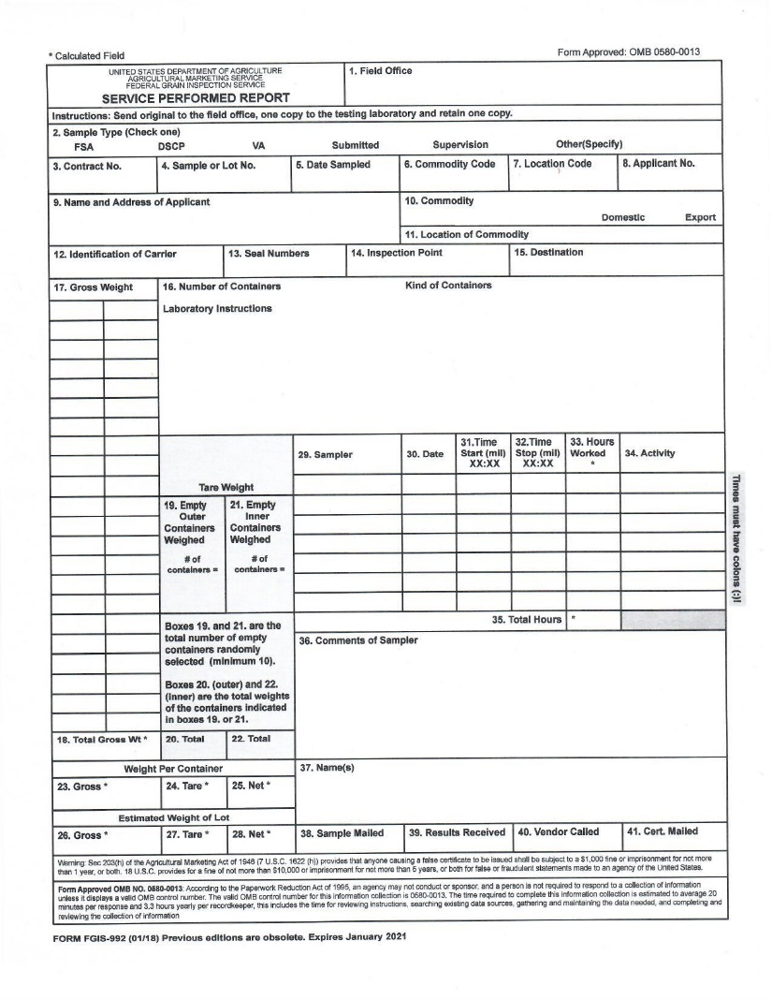 * Calculated Field
Form Approved: OMB 0580-0013
UNITED STATES DEPARTMENT OF AGRICULTURE
AGRICULTURAL MARKETING SERVICE
FEDERAL GRAIN INSPECTION SERVICE
SERVICE PERFORMED REPORT
1. Field Office
Instructions: Send original to the field office, one copy to the testing laboratory and retain one copy.
2. Sample Type (Check one)
FSA DSCP VA Submitted Supervision Other(Specify)
3. Contract No.
4. Sample or Lot No.
5. Date Sampled
6. Commodity Code
7. Location Code
8. Applicant No.
9. Name and Address of Applicant
10. Commodity
Domestic Export
11. Location of Commodity
12. Identification of Carrier
13. Seal Numbers
14. Inspection Point
15. Destination
17. Gross Weight
16. Number of Containers
Kind of Containers
Laboratory Instructions
29. Sampler
30. Date
31.Time
Start (mil)
XX:XX
32.Time
Stop (mil)
XX:XX
33. Hours
Worked
*
34. Activity
Tare Weight
19. Empty
Outer
Containers
Weighed
# of
containers =
21. Empty
Inner
Containers
Weighed
# of
containers =
Times must have colons (:)!
35. Total Hours
*
Boxes 19. and 21. are the
total number of empty
containers randomly
selected (minimum 10).
Boxes 20. (outer) and 22.
(inner) are the total weights
of the containers indicated
in boxes 19. or 21.
36. Comments of Sampler
18. Total Gross Wt *
20. Total
22. Total
Weight Per Container
37. Name(s)
23. Gross *
24. Tare *
25. Net *
Estimated Weight of Lot
26. Gross *
27. Tare *
28. Net *
38. Sample Mailed
39. Results Received
40. Vendor Called
41. Cert. Mailed
Warning: Sec 203(h) of the Agricultural Marketing Act of 1946 (7 U.S.C. 1622 (h)) provides that anyone causing a false certificate to be issued shall be subject to a $1,000 fine or imprisonment for not more
than 1 year, or both. 18 U.S.C. provides for a fine of not more than $10,000 or imprisonment for not more than 5 years, or both for false or fraudulent statements made to an agency of the United States.
Form Approved OMB NO. 0580-0013: According to the Paperwork Reduction Act of 1995, an agency may not conduct or sponsor, and a person is not required to respond to a collection of information
unless it displays a valid OMB control number. The valid OMB control number for this information collection is 0580-0013. The time required to complete this information collection is estimated to average 20
minutes per response and 3.3 hours yearly per recordkeeper, this includes the time for reviewing instructions, searching existing data sources, gathering and maintaining the data needed, and completing and
reviewing the collection of information
FORM FGIS-992 (01/18) Previous editions are obsolete. Expires January 2021